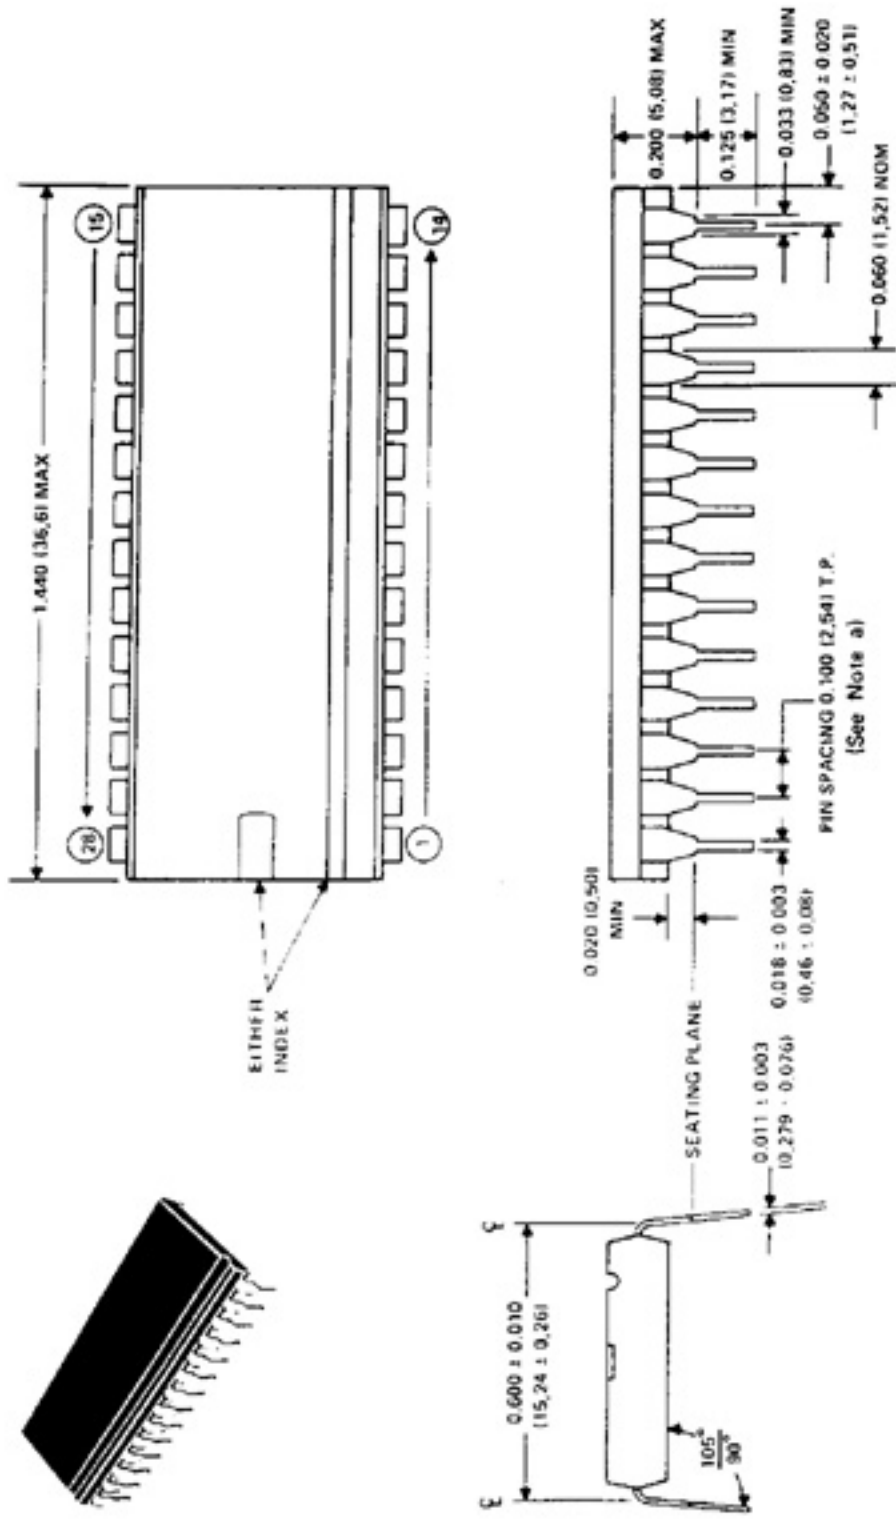 1.440 (36,6) MAX
28
15
EITHER
INDEX
1
14
0.600 ± 0.010
(15,24 ± 0,26)
105°
90°
SEATING PLANE
0.011 ± 0.003
(0,279 ± 0,076)
0.020 (0,50)
MIN
0.018 ± 0.003
(0,46 ± 0,08)
PIN SPACING 0.100 (2,54) T.P.
(See Note a)
0.060 (1,52) NOM
0.200 (5,08) MAX
0.125 (3,17) MIN
0.033 (0,83) MIN
0.050 ± 0.020
(1,27 ± 0,51)